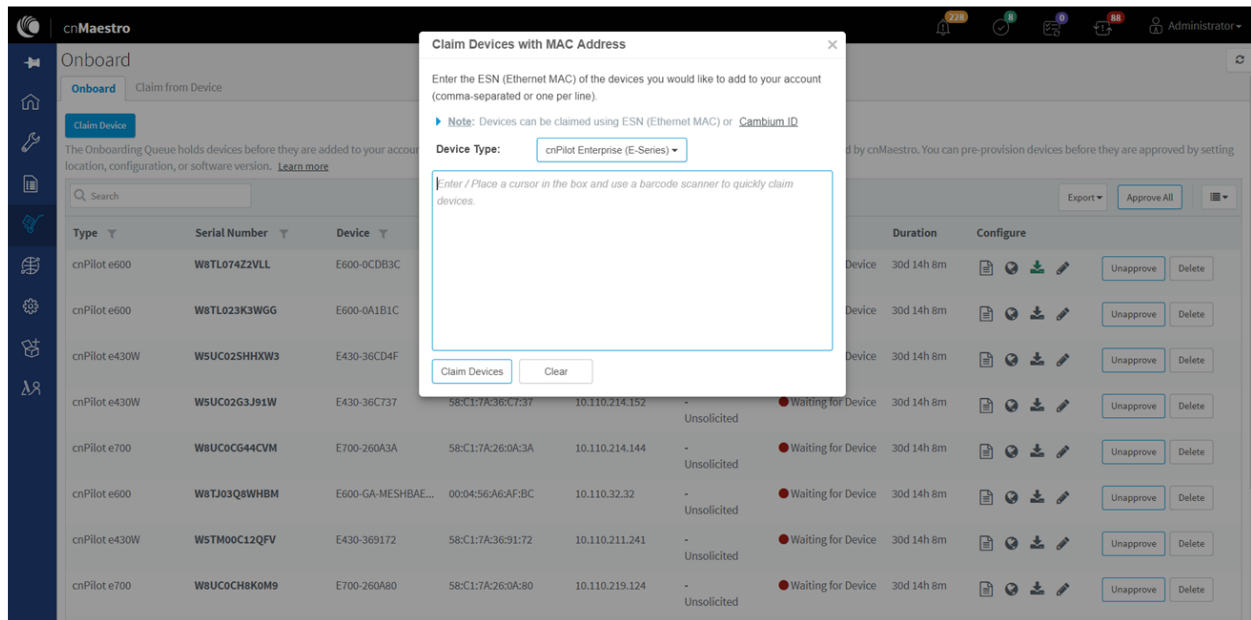 cnMaestro
228
8
0
88
Administrator
Onboard
Onboard
Claim from Device
Claim Device
The Onboarding Queue holds devices before they are added to your accou
d by cnMaestro. You can pre-provision devices before they are approved by setting
location, configuration, or software version. Learn more
Search
Export
Approve All
Claim Devices with MAC Address
×
Enter the ESN (Ethernet MAC) of the devices you would like to add to your account
(comma-separated or one per line).
Note: Devices can be claimed using ESN (Ethernet MAC) or Cambium ID
Device Type:
cnPilot Enterprise (E-Series)
Enter / Place a cursor in the box and use a barcode scanner to quickly claim
devices.
Claim Devices
Clear
Type Serial Number Device Duration Configure
cnPilot e600 W8TL074Z2VLL E600-0CDB3C Device 30d 14h 8m Unapprove Delete
cnPilot e600 W8TL023K3WGG E600-0A1B1C Device 30d 14h 8m Unapprove Delete
cnPilot e430W W5UC02SHHXW3 E430-36CD4F Device 30d 14h 8m Unapprove Delete
cnPilot e430W W5UC02G3J91W E430-36C737 58:C1:7A:36:C7:37 10.110.214.152 - Waiting for Device 30d 14h 8m Unapprove Delete
Unsolicited
cnPilot e700 W8UC0CG44CVM E700-260A3A 58:C1:7A:26:0A:3A 10.110.214.144 - Waiting for Device 30d 14h 8m Unapprove Delete
Unsolicited
cnPilot e600 W8TJ03Q8WHBM E600-GA-MESHBAE... 00:04:56:A6:AF:BC 10.110.32.32 - Waiting for Device 30d 14h 8m Unapprove Delete
Unsolicited
cnPilot e430W W5TM00C12QFV E430-369172 58:C1:7A:36:91:72 10.110.211.241 - Waiting for Device 30d 14h 8m Unapprove Delete
Unsolicited
cnPilot e700 W8UC0CH8K0M9 E700-260A80 58:C1:7A:26:0A:80 10.110.219.124 - Waiting for Device 30d 14h 8m Unapprove Delete
Unsolicited